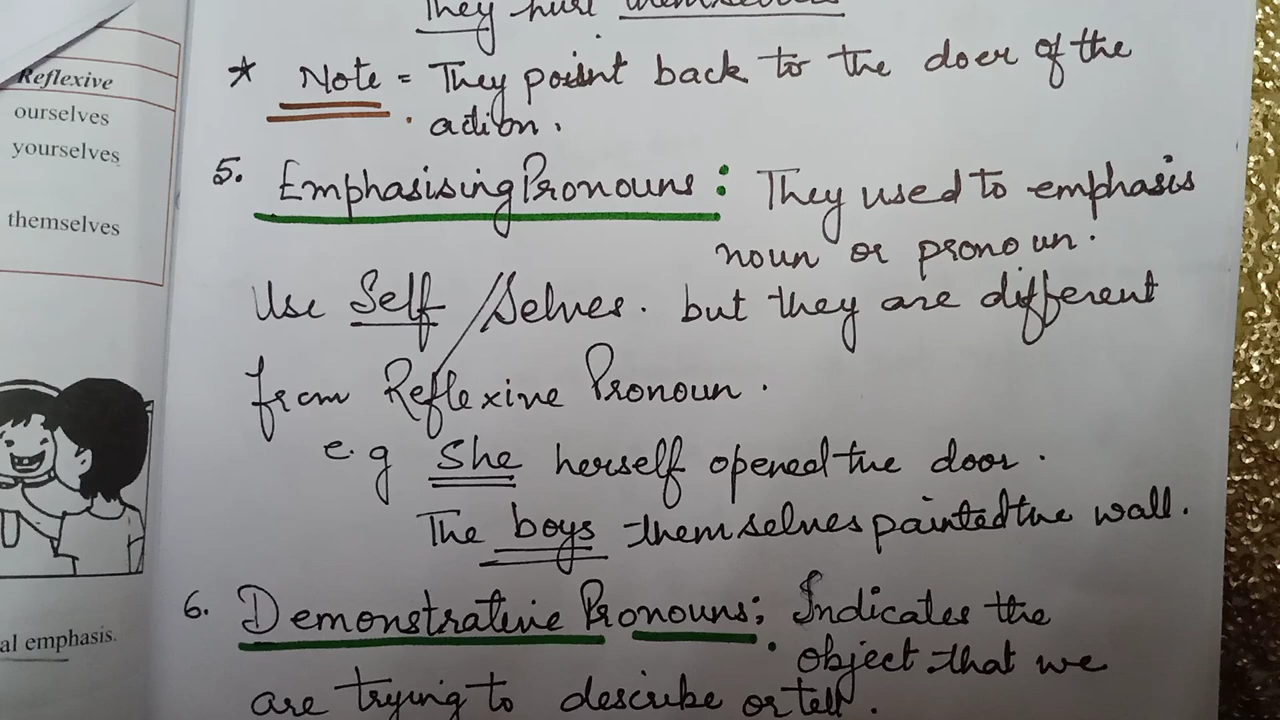 They hurt themselves
* Note = They point back to the doer of the
action.
5. Emphasising Pronouns : They used to emphasis
noun or pronoun.
Use Self /Selves. but they are different
from Reflexive Pronoun.
e.g She herself opened the door.
The boys themselves painted the wall.
6. Demonstrative Pronouns; Indicates the
object that we
are trying to describe or tell.
Reflexive
ourselves
yourselves
themselves
al emphasis.